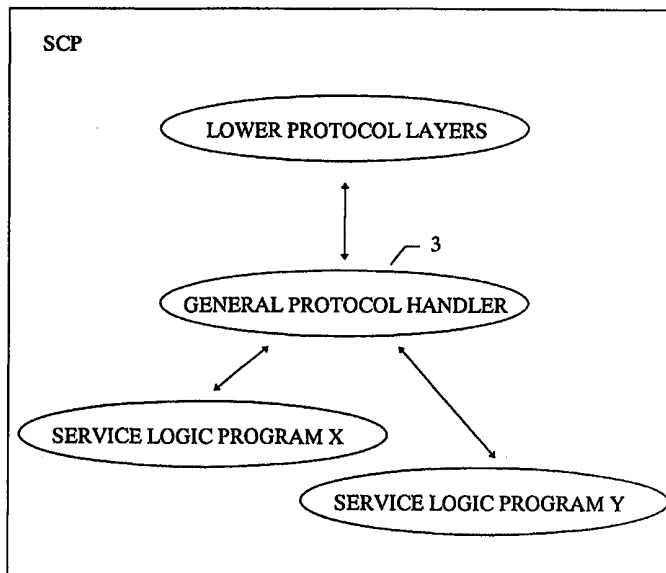 SCP
LOWER PROTOCOL LAYERS
3
GENERAL PROTOCOL HANDLER
SERVICE LOGIC PROGRAM X
SERVICE LOGIC PROGRAM Y